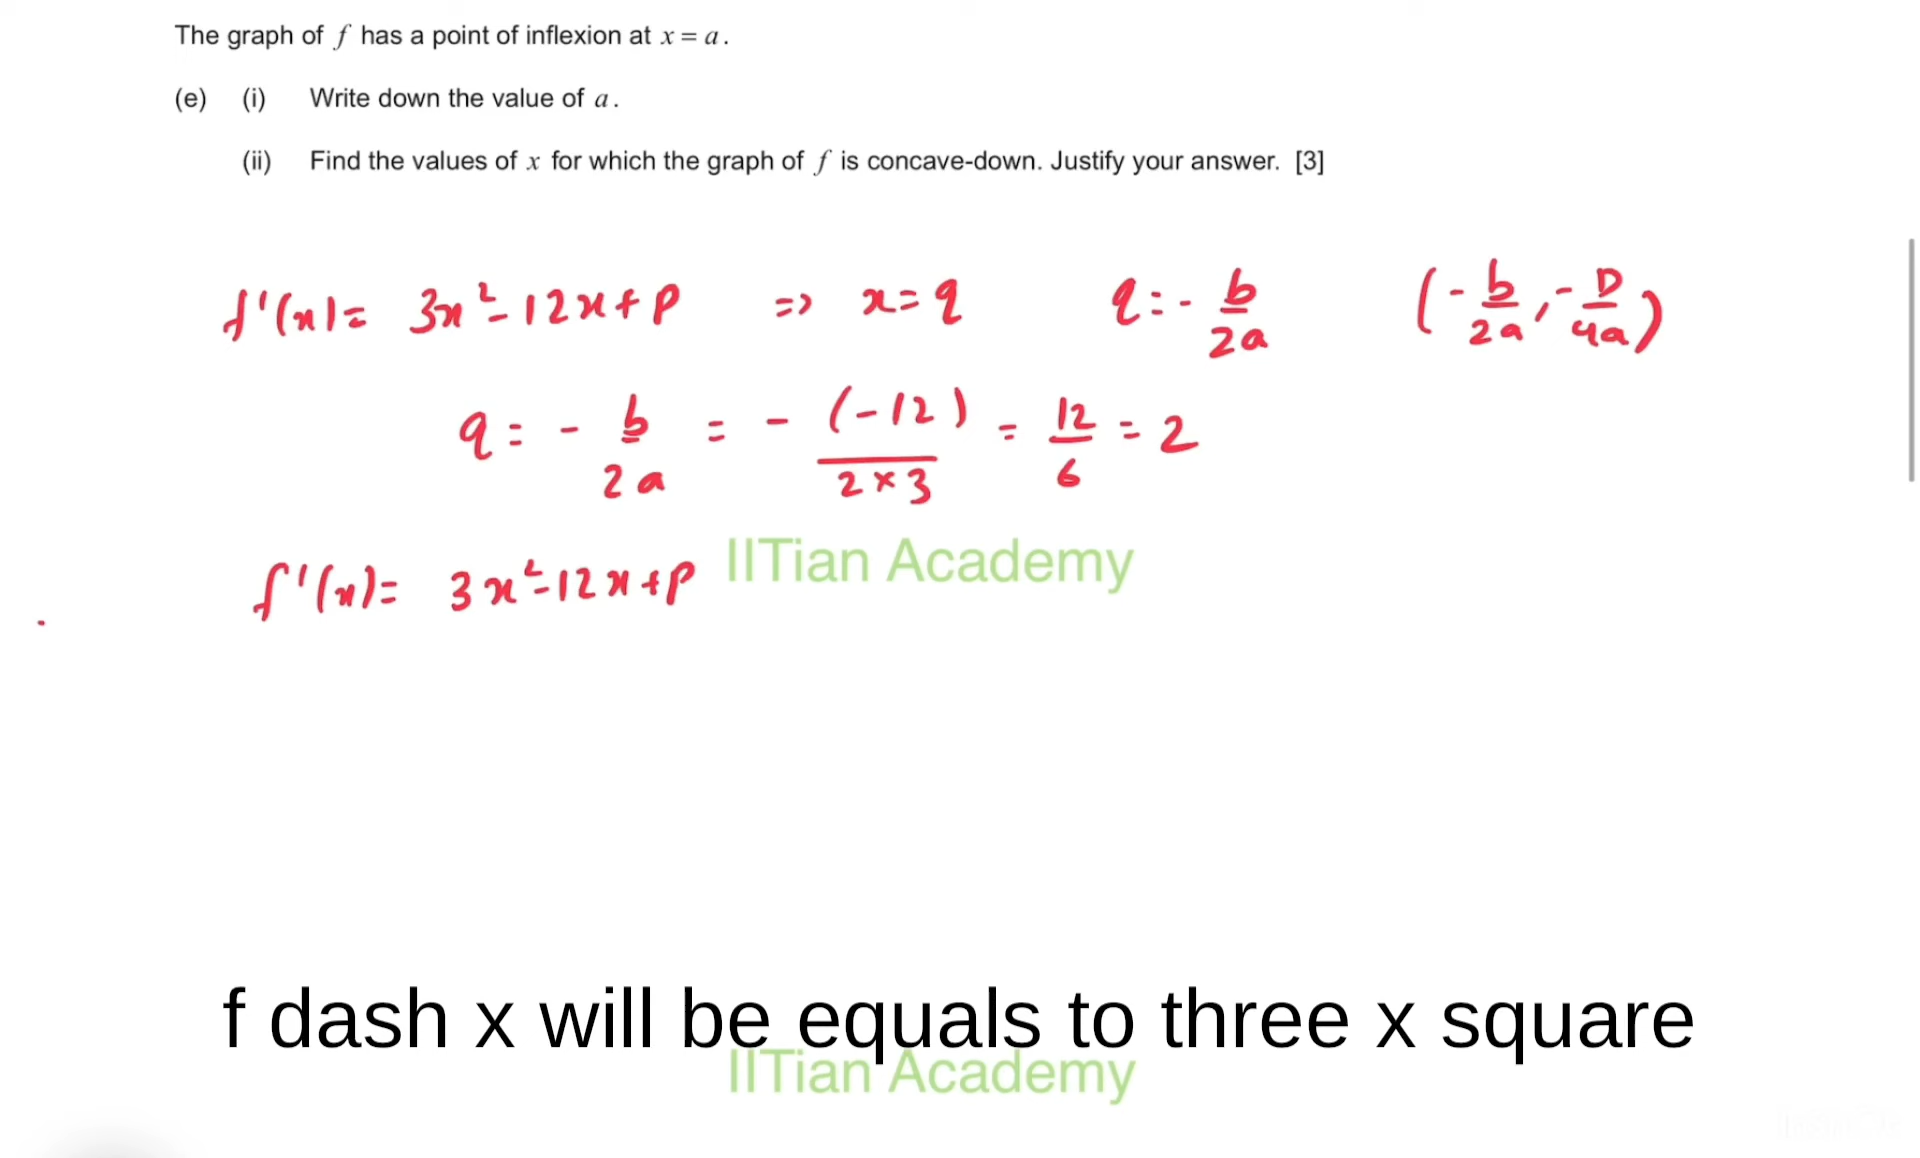 The graph of f has a point of inflexion at x = a.
(e) (i) Write down the value of a.
(ii) Find the values of x for which the graph of f is concave-down. Justify your answer. [3]
f'(x) = 3x² - 12x + p => x = q q = - b/2a (- b/2a, - D/4a)
q = - b/2a = - (-12)/2×3 = 12/6 = 2
f'(x) = 3x² - 12x + p
IITian Academy
f dash x will be equals to three x square
IITian Academy